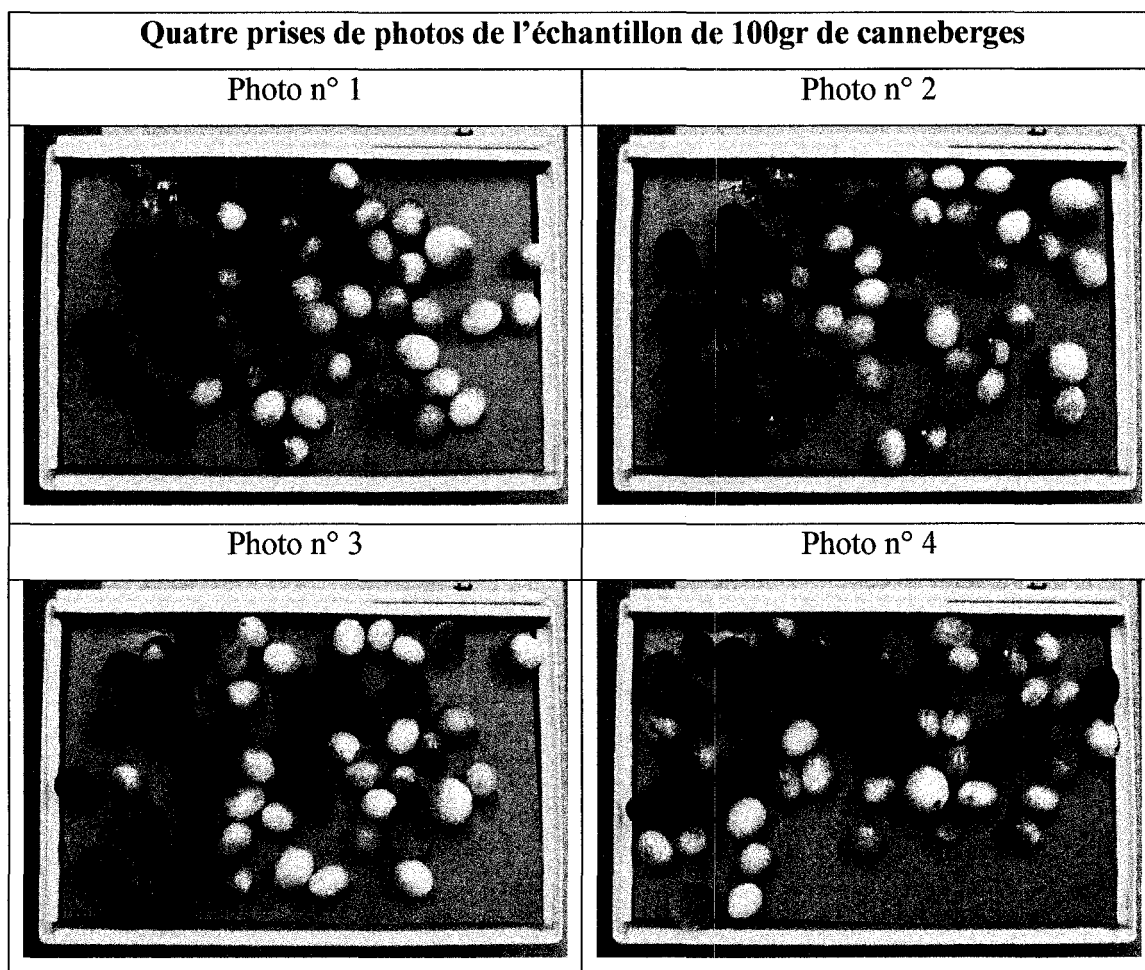 Quatre prises de photos de l'échantillon de 100gr de canneberges
Photo n° 1
Photo n° 2
Photo n° 3
Photo n° 4